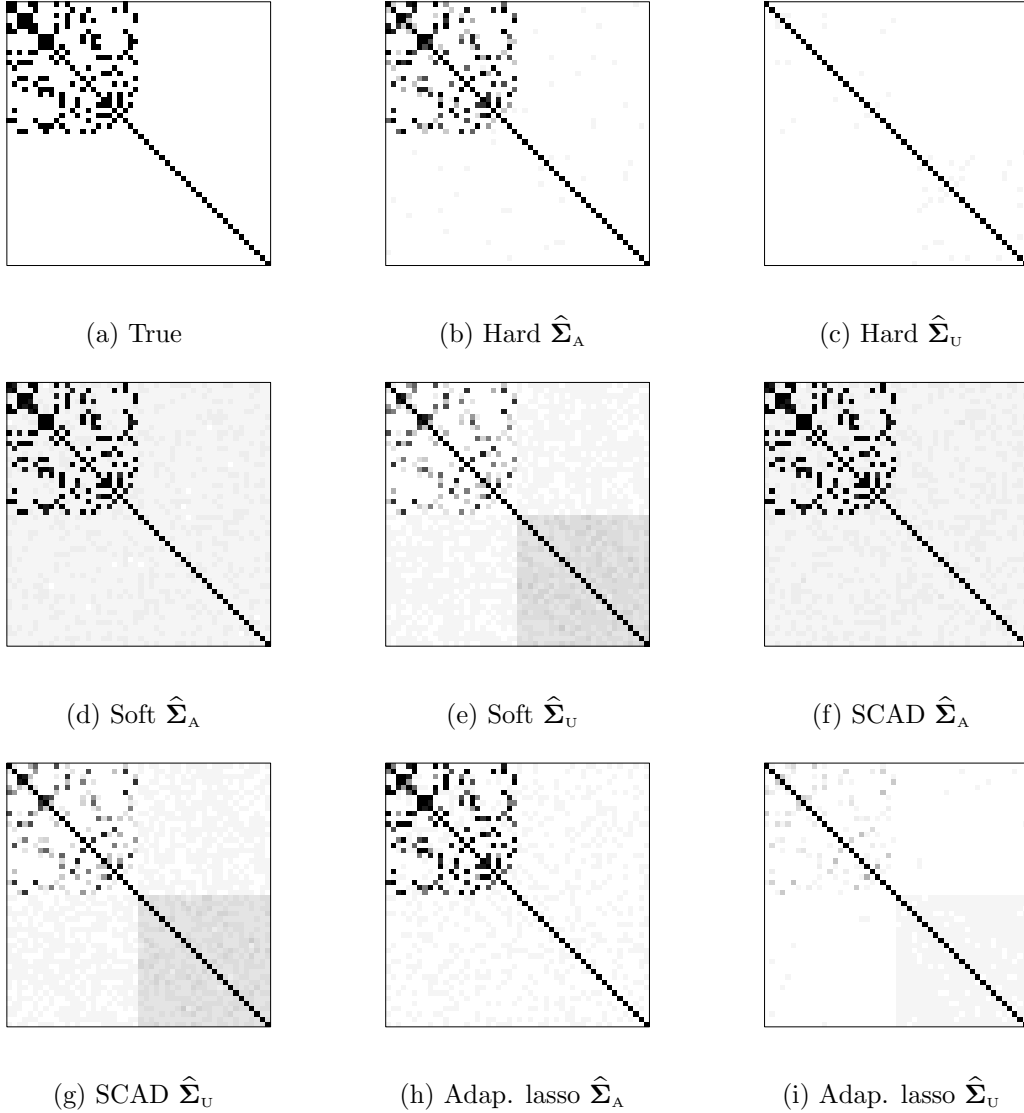 (a) True
(b) Hard Σ̂_A
(c) Hard Σ̂_U
(d) Soft Σ̂_A
(e) Soft Σ̂_U
(f) SCAD Σ̂_A
(g) SCAD Σ̂_U
(h) Adap. lasso Σ̂_A
(i) Adap. lasso Σ̂_U